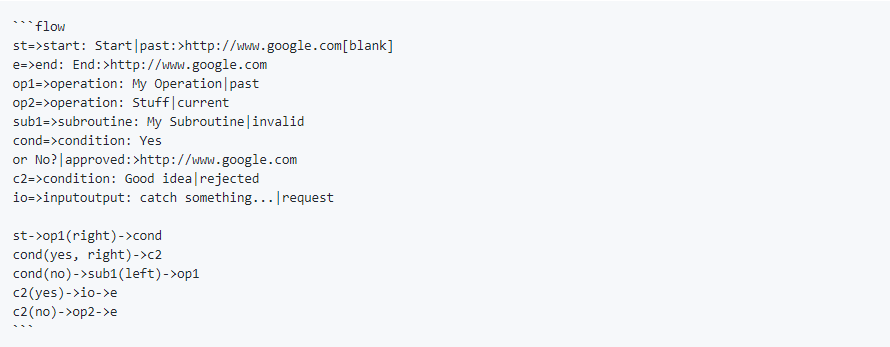 ```flow
st=>start: Start|past:>http://www.google.com[blank]
e=>end: End:>http://www.google.com
op1=>operation: My Operation|past
op2=>operation: Stuff|current
sub1=>subroutine: My Subroutine|invalid
cond=>condition: Yes
or No?|approved:>http://www.google.com
c2=>condition: Good idea|rejected
io=>inputoutput: catch something...|request

st->op1(right)->cond
cond(yes, right)->c2
cond(no)->sub1(left)->op1
c2(yes)->io->e
c2(no)->op2->e
```